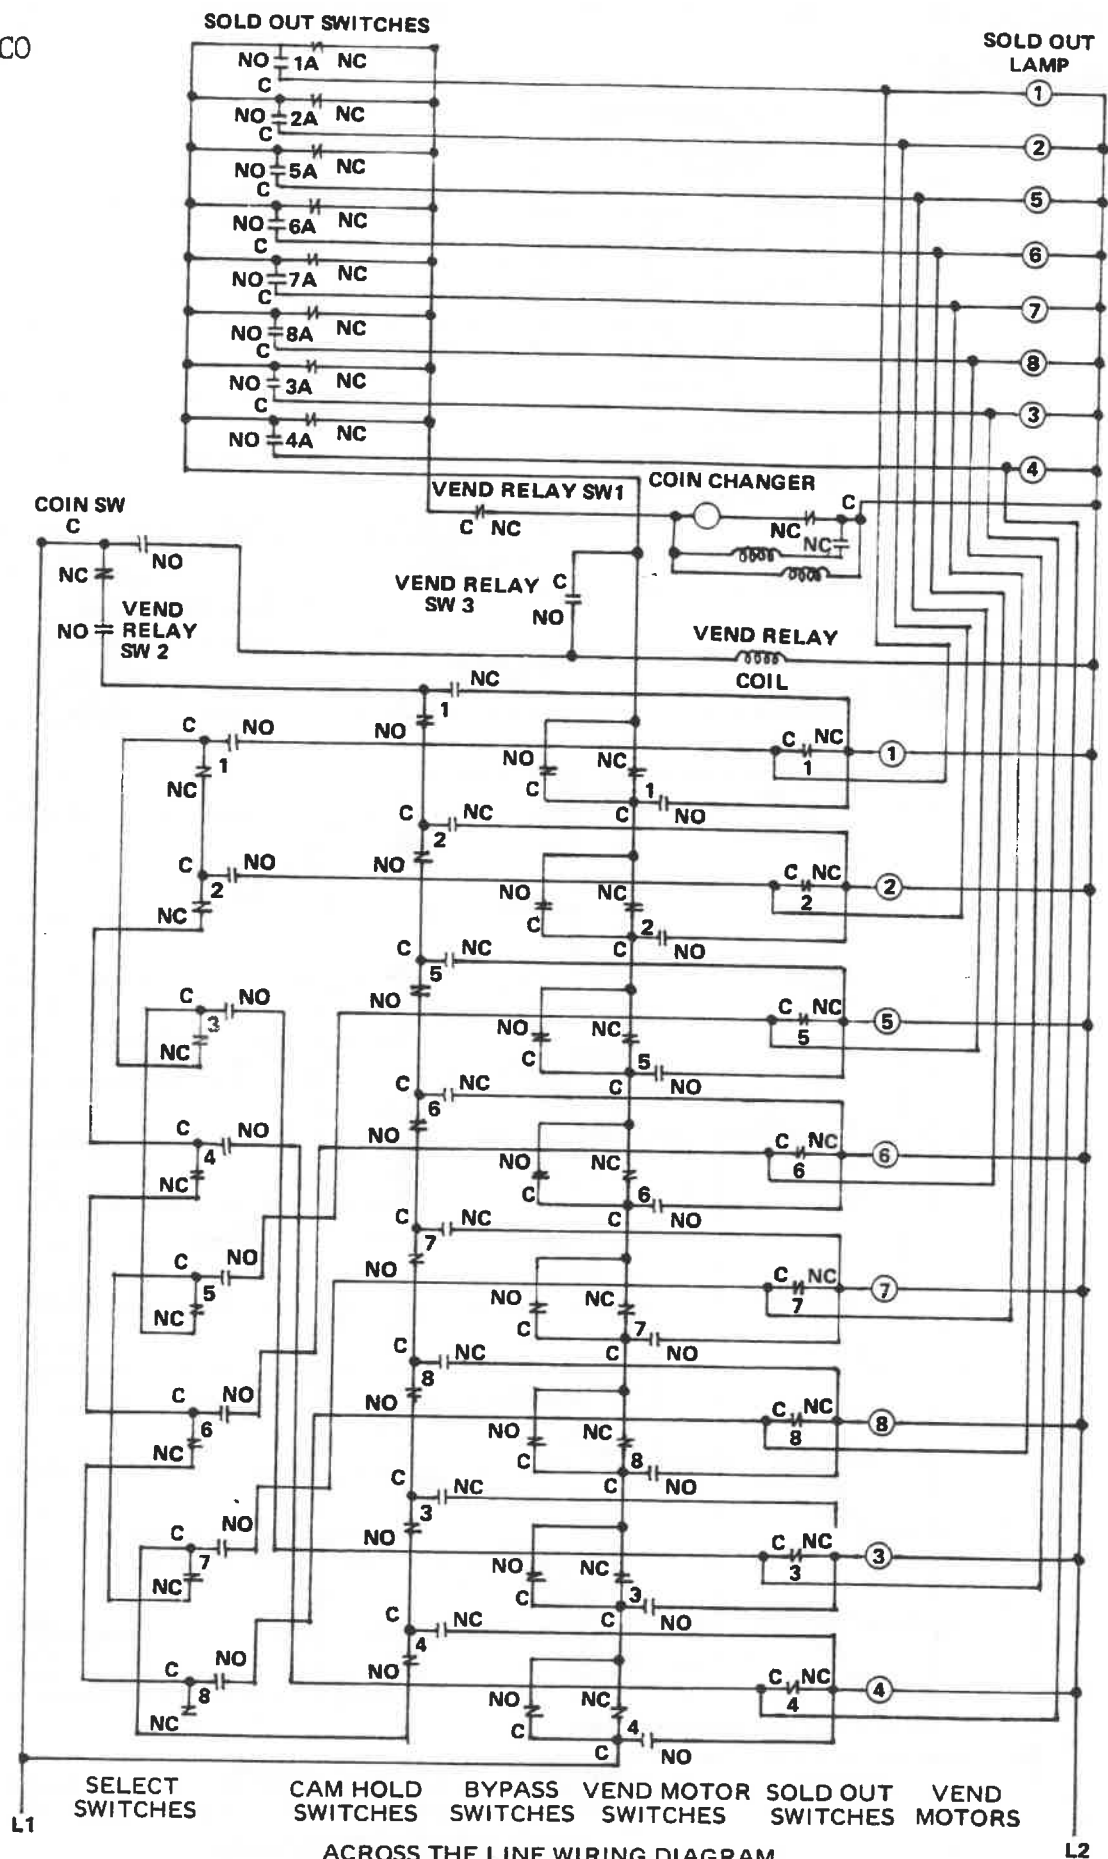 CO
SOLD OUT SWITCHES
SOLD OUT
LAMP
NO 1A NC
1
C
NO 2A NC
2
C
NO 5A NC
5
C
NO 6A NC
6
C
NO 7A NC
7
C
NO 8A NC
8
C
NO 3A NC
3
C
NO 4A NC
4
VEND RELAY SW1
COIN CHANGER
C NC
NC
C
NC
COIN SW
C
NO
NC
VEND RELAY
SW 3
C
NO
NO
VEND
RELAY
SW 2
VEND RELAY
COIL
NC
1
NO
C NO
1
NC
NO
C
NC
1
C
NO
C NC
1
1
C
NC
2
NO
C NO
2
NC
NO
C
NC
2
C
NO
C NC
2
2
C
NC
5
NO
C NO
3
NC
NO
C
NC
5
C
NO
C NC
5
5
C
NC
6
NO
C NO
4
NC
NO
C
NC
6
C
NO
C NC
6
6
C
NC
7
NO
C NO
5
NC
NO
C
NC
7
C
NO
C NC
7
7
C
NC
8
NO
C NO
6
NC
NO
C
NC
8
C
NO
C NC
8
8
C
NC
3
NO
C NO
7
NC
NO
C
NC
3
C
NO
C NC
3
3
C
NC
4
NO
C NO
8
NC
NO
C
NC
4
C
NO
C NC
4
4
SELECT
SWITCHES
CAM HOLD
SWITCHES
BYPASS
SWITCHES
VEND MOTOR
SWITCHES
SOLD OUT
SWITCHES
VEND
MOTORS
L1
L2
ACROSS THE LINE WIRING DIAGRAM